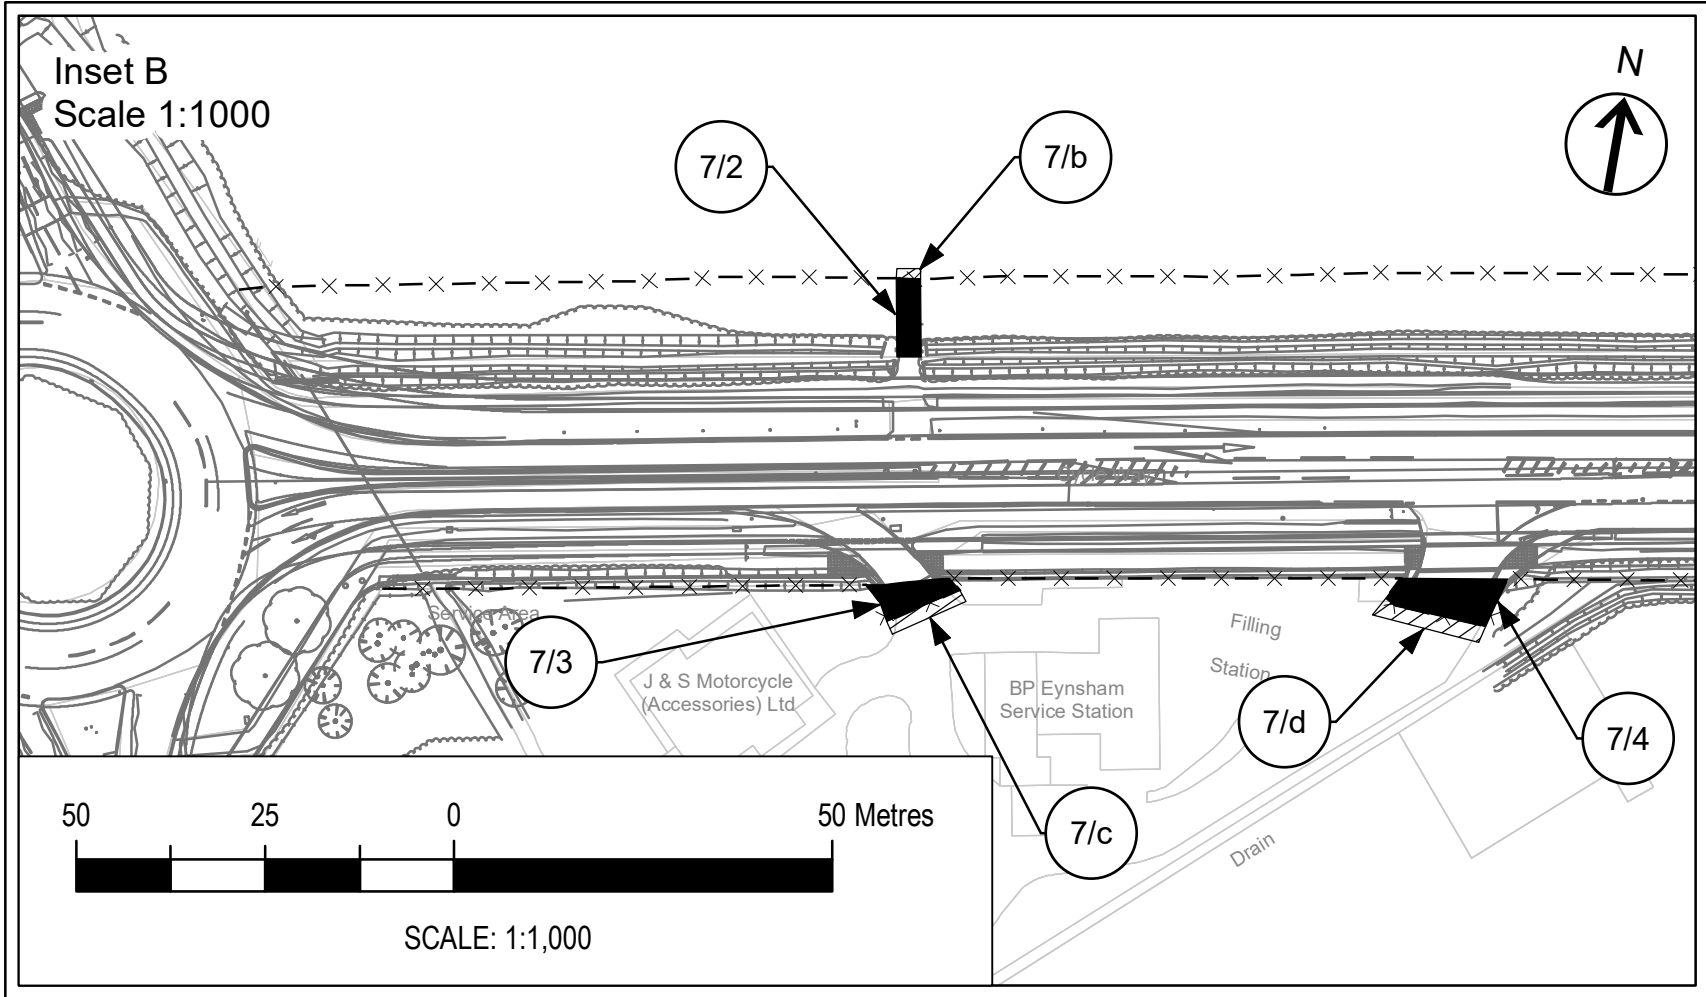 Inset B
Scale 1:1000
N
7/2
7/b
Service Area
7/3
J & S Motorcycle
(Accessories) Ltd
BP Eynsham
Service Station
Filling
Station
7/d
7/4
7/c
Drain
50 25 0 50 Metres
SCALE: 1:1,000